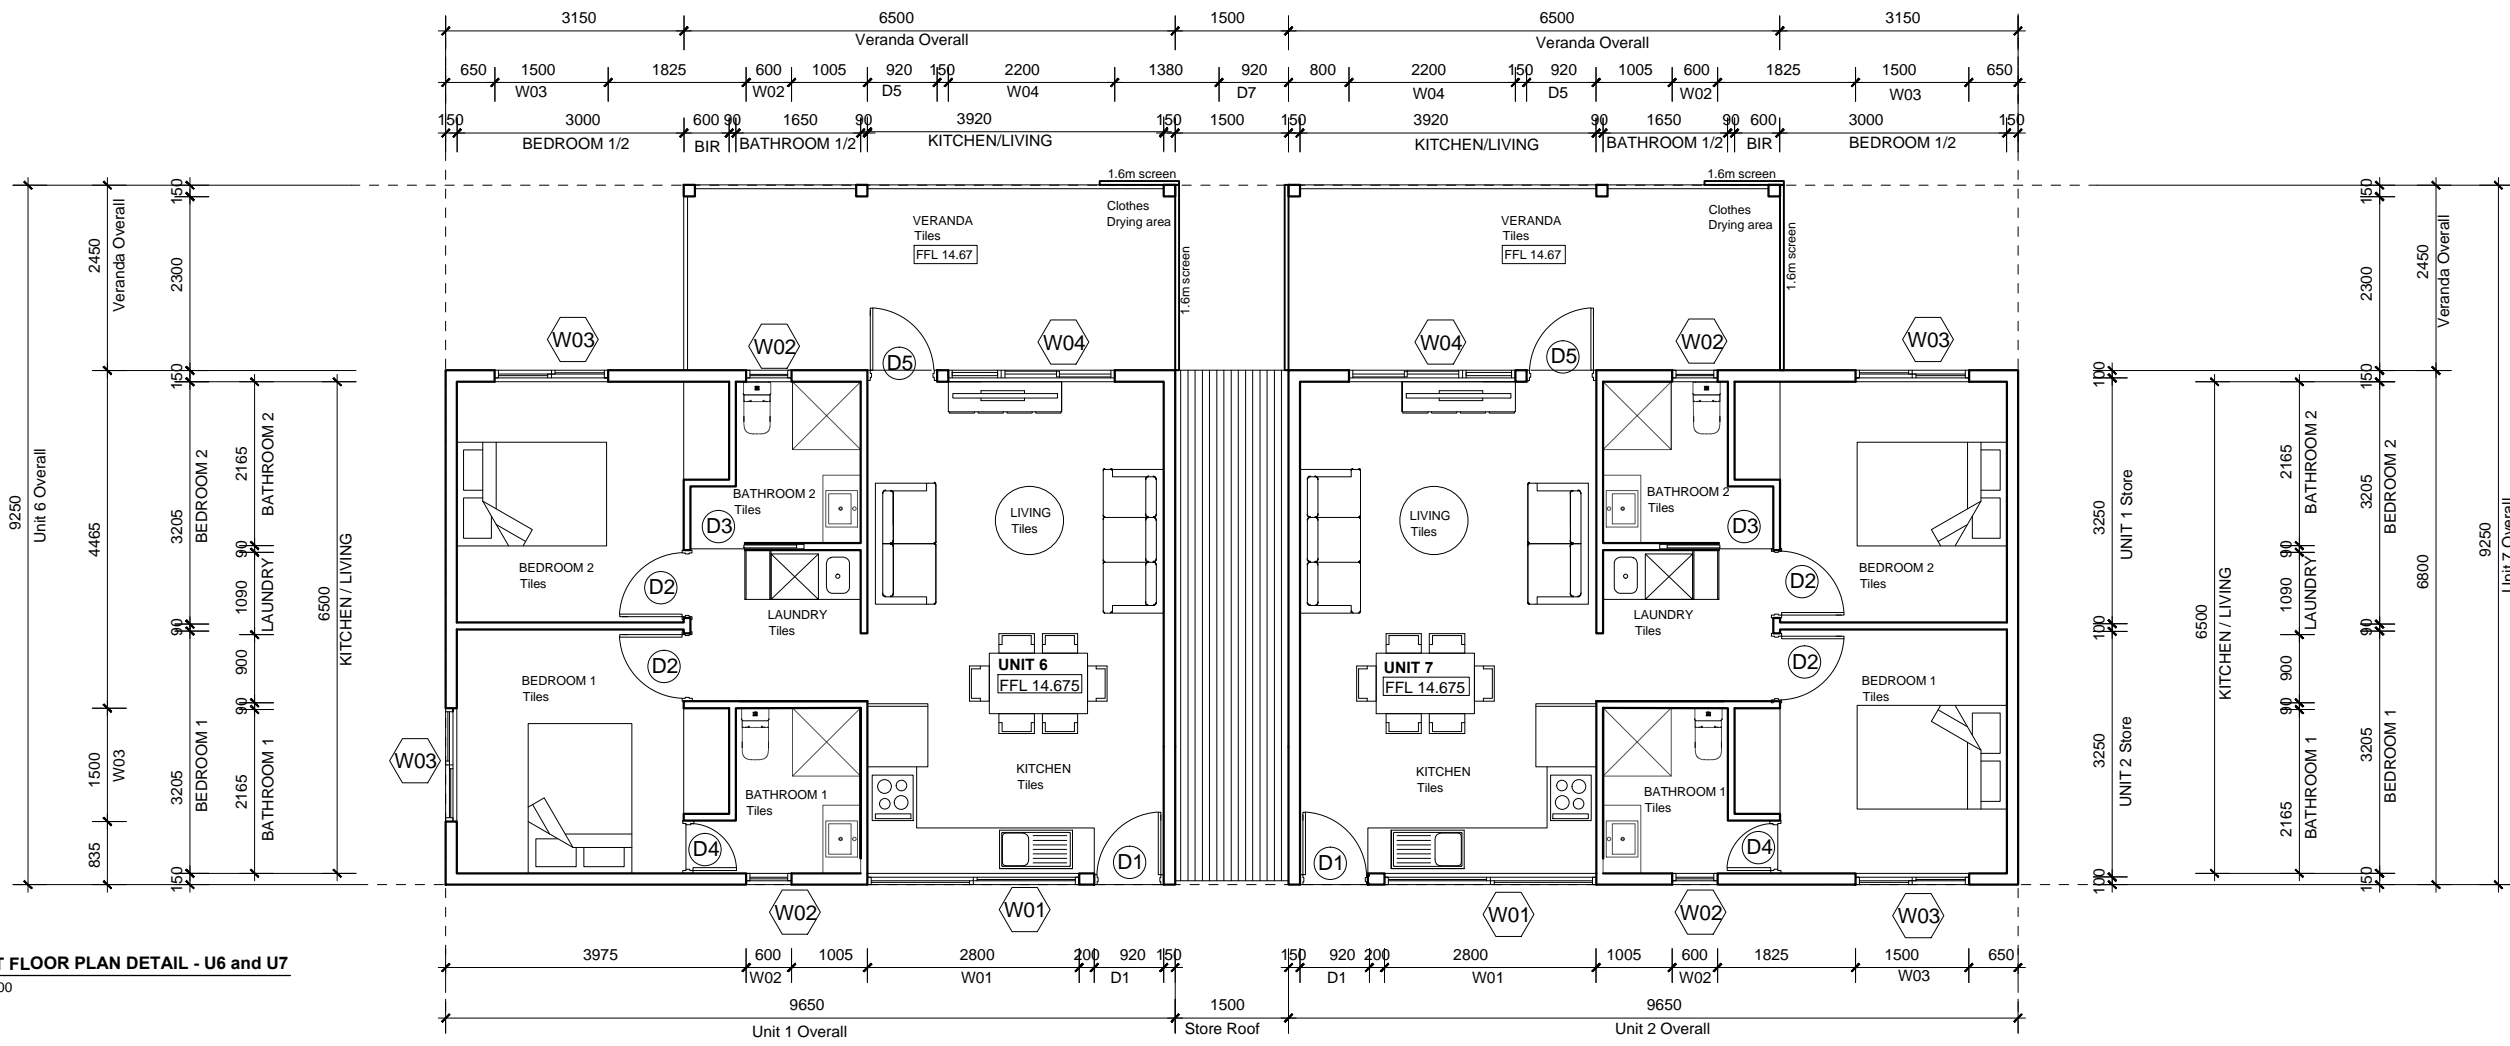 3150 6500 1500 6500 3150
Veranda Overall Veranda Overall
650 1500 1825 600 1005 920 150 2200 1380 920 800 2200 150 920 1005 600 1825 1500 650
W03 W02 D5 W04 D7 W04 D5 W02 W03
150 3000 600 90 1650 90 3920 150 1500 150 3920 90 1650 90 600 3000 150
BEDROOM 1/2 BIR BATHROOM 1/2 KITCHEN/LIVING KITCHEN/LIVING BATHROOM 1/2 BIR BEDROOM 1/2
1.6m screen 1.6m screen
Clothes
Drying area
Clothes
Drying area
VERANDA
Tiles
FFL 14.67
VERANDA
Tiles
FFL 14.67
1.6m screen
1.6m screen
W03 W02 D5 W04 W04 D5 W02 W03
9250
Unit 6 Overall
2450
Veranda Overall
4465
1500
W03
835
150
2300
150
3205
BEDROOM 2
90
3205
BEDROOM 1
150
2165
BATHROOM 2
90
1090
LAUNDRY
900
90
2165
BATHROOM 1
6500
KITCHEN / LIVING
BATHROOM 2
Tiles
D3
LIVING
Tiles
BEDROOM 2
Tiles
D2
LAUNDRY
Tiles
D2
UNIT 6
FFL 14.675
BEDROOM 1
Tiles
W03
KITCHEN
Tiles
BATHROOM 1
Tiles
D4
D1
W02 W01
LIVING
Tiles
BATHROOM 2
Tiles
D3
BEDROOM 2
Tiles
D2
LAUNDRY
Tiles
D2
UNIT 7
FFL 14.675
BEDROOM 1
Tiles
KITCHEN
Tiles
BATHROOM 1
Tiles
D1
D4
W01 W02 W03
100
3250
UNIT 1 Store
100
3250
UNIT 2 Store
100
6500
KITCHEN / LIVING
2165
BATHROOM 2
90
1090
LAUNDRY
900
90
2165
BATHROOM 1
150
2300
150
3205
BEDROOM 2
90
3205
BEDROOM 1
150
2450
Veranda Overall
6800
9250
Unit 7 Overall
3975 600 1005 2800 200 920 150 150 920 200 2800 1005 600 1825 1500 650
W02 W01 D1 D1 W01 W02 W03
9650 1500 9650
Unit 1 Overall Store Roof Unit 2 Overall
T FLOOR PLAN DETAIL - U6 and U7
00